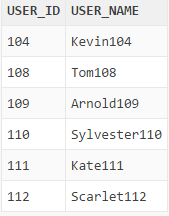 USER_ID USER_NAME
104 Kevin104
108 Tom108
109 Arnold109
110 Sylvester110
111 Kate111
112 Scarlet112